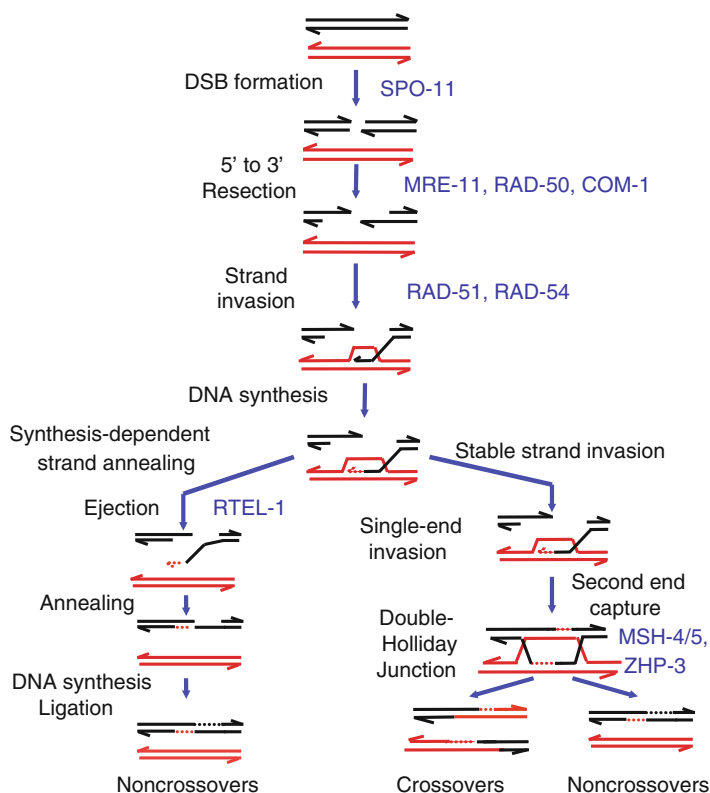 DSB formation
SPO-11
5' to 3'
Resection
MRE-11, RAD-50, COM-1
Strand
invasion
RAD-51, RAD-54
DNA synthesis
Synthesis-dependent
strand annealing
Stable strand invasion
Ejection
RTEL-1
Single-end
invasion
Annealing
Second end
capture
Double-
Holliday
Junction
MSH-4/5,
ZHP-3
DNA synthesis
Ligation
Noncrossovers
Crossovers
Noncrossovers